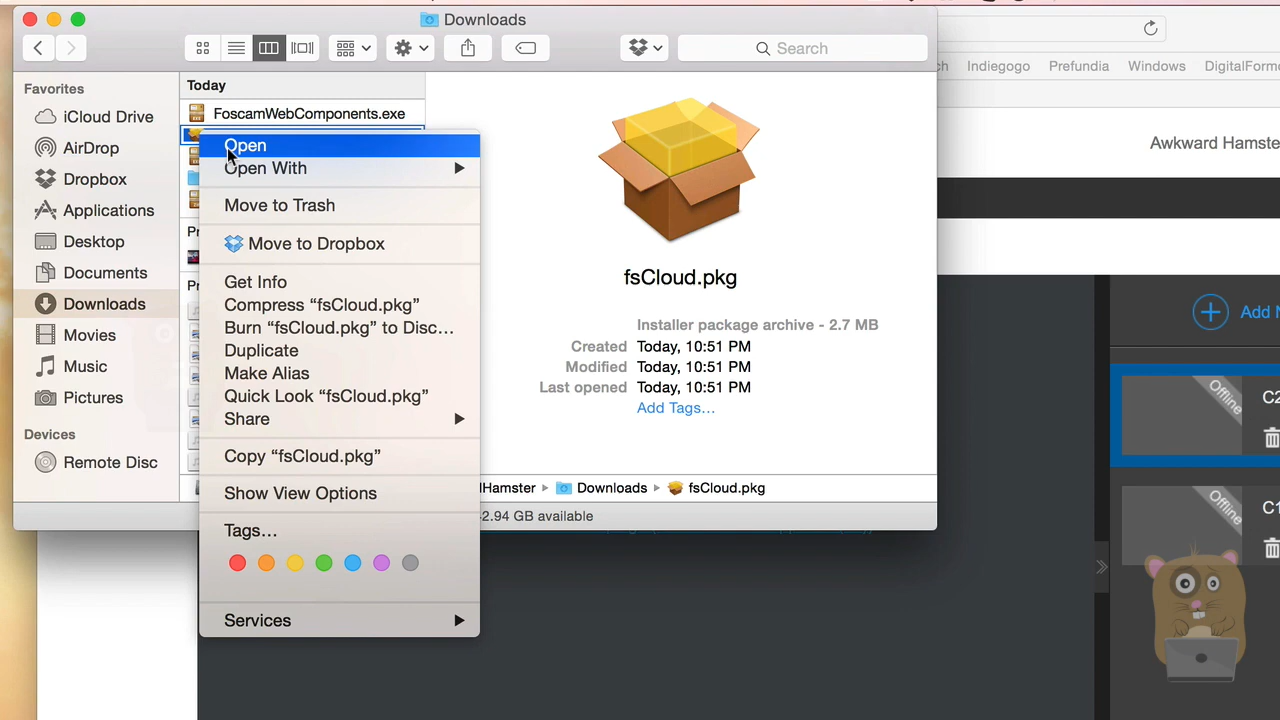 Downloads
Search
Favorites
iCloud Drive
AirDrop
Dropbox
Applications
Desktop
Documents
Downloads
Movies
Music
Pictures
Devices
Remote Disc
Today
FoscamWebComponents.exe
Open
Open With
Move to Trash
Move to Dropbox
Get Info
Compress “fsCloud.pkg”
Burn “fsCloud.pkg” to Disc...
Duplicate
Make Alias
Quick Look “fsCloud.pkg”
Share
Copy “fsCloud.pkg”
Show View Options
Tags...
Services
fsCloud.pkg
Installer package archive - 2.7 MB
Created Today, 10:51 PM
Modified Today, 10:51 PM
Last opened Today, 10:51 PM
Add Tags...
Downloads fsCloud.pkg
2.94 GB available
Indiegogo Prefundia Windows
Awkward Hamste
Add
Offline
Offline